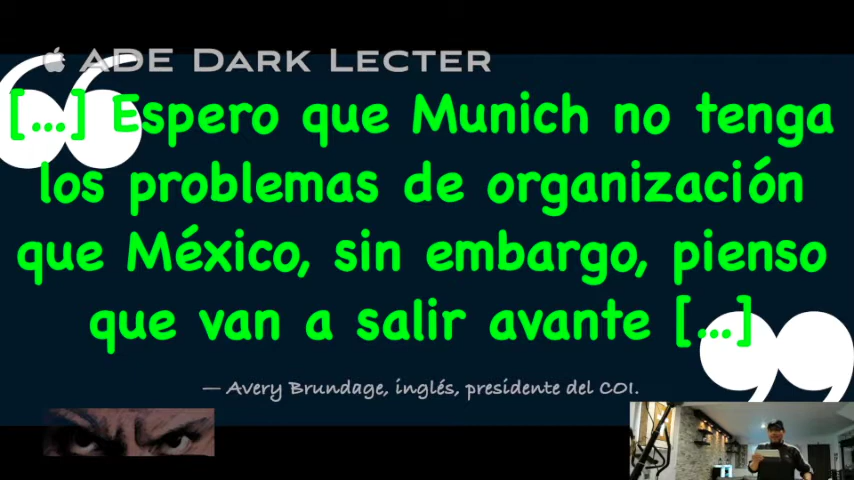 ADE DARK LECTER
[...] Espero que Munich no tenga
los problemas de organización
que México, sin embargo, pienso
que van a salir avante [...]
— Avery Brundage, inglés, presidente del COI.